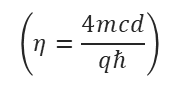 (η = 4mcd / qħ)